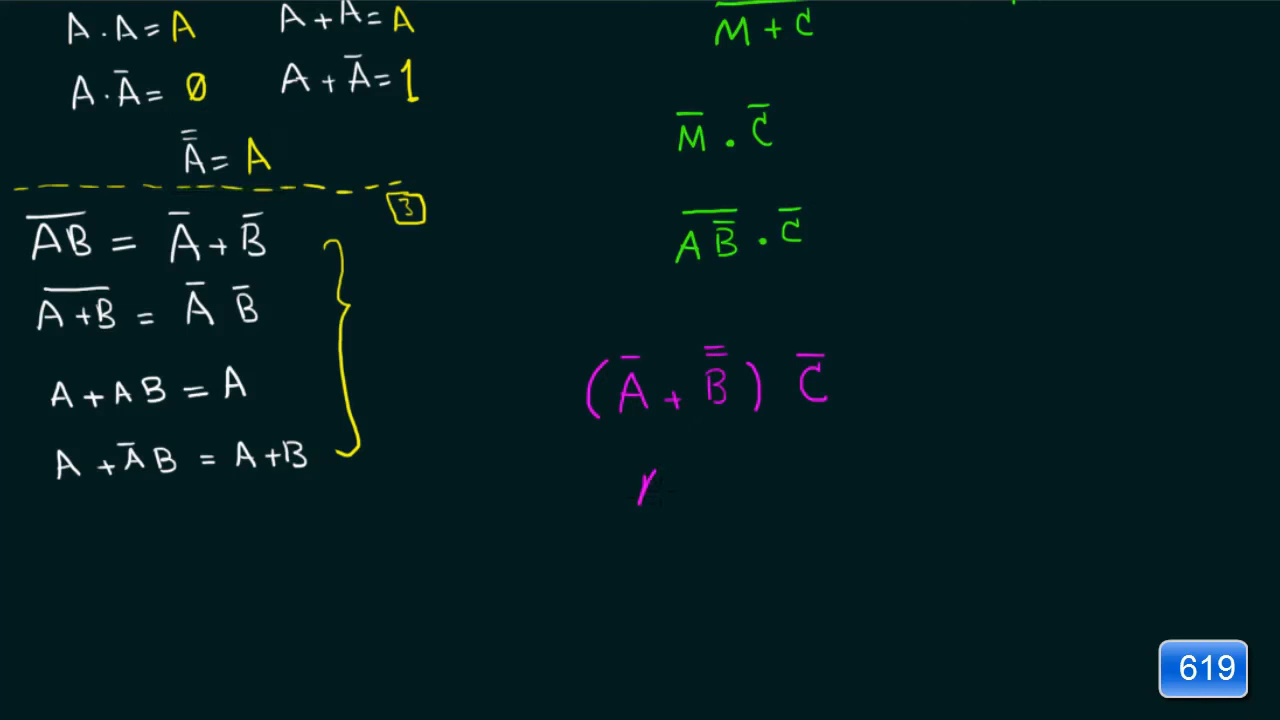 A · A = A
A + A = A
A · Ā = 0
A + Ā = 1
A̿ = A
3
A̅B̅ = Ā + B̅
A̅+̅B̅ = Ā B̅
A + AB = A
A + ĀB = A+B
M̅ ̅+̅ ̅C̅
M̅ · C̅
A̅ ̅B̿ · C̅
(Ā + B̿) C̅
619